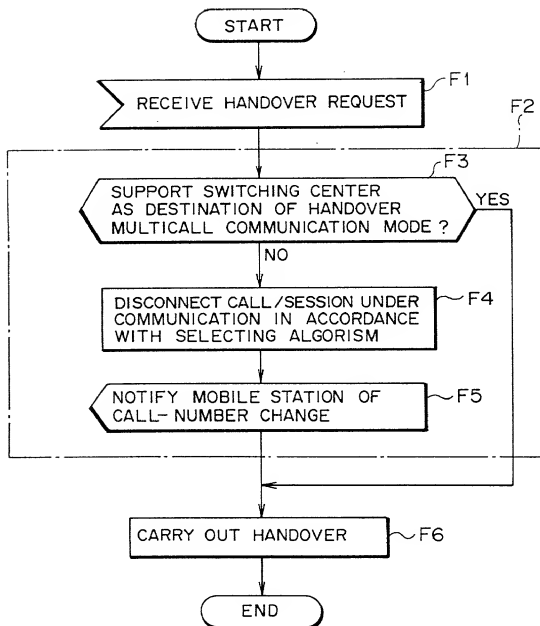 START
F1
RECEIVE HANDOVER REQUEST
F2
F3
SUPPORT SWITCHING CENTER
AS DESTINATION OF HANDOVER
MULTICALL COMMUNICATION MODE ?
YES
NO
F4
DISCONNECT CALL/SESSION UNDER
COMMUNICATION IN ACCORDANCE
WITH SELECTING ALGORISM
F5
NOTIFY MOBILE STATION OF
CALL-NUMBER CHANGE
CARRY OUT HANDOVER
F6
END